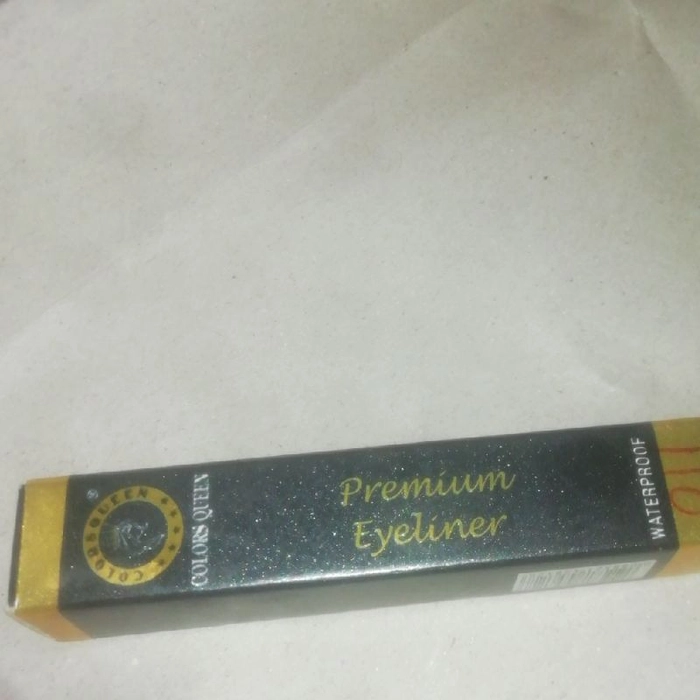 COLORS QUEEN
®
COLORS QUEEN
Premium
Eyeliner
WATERPROOF